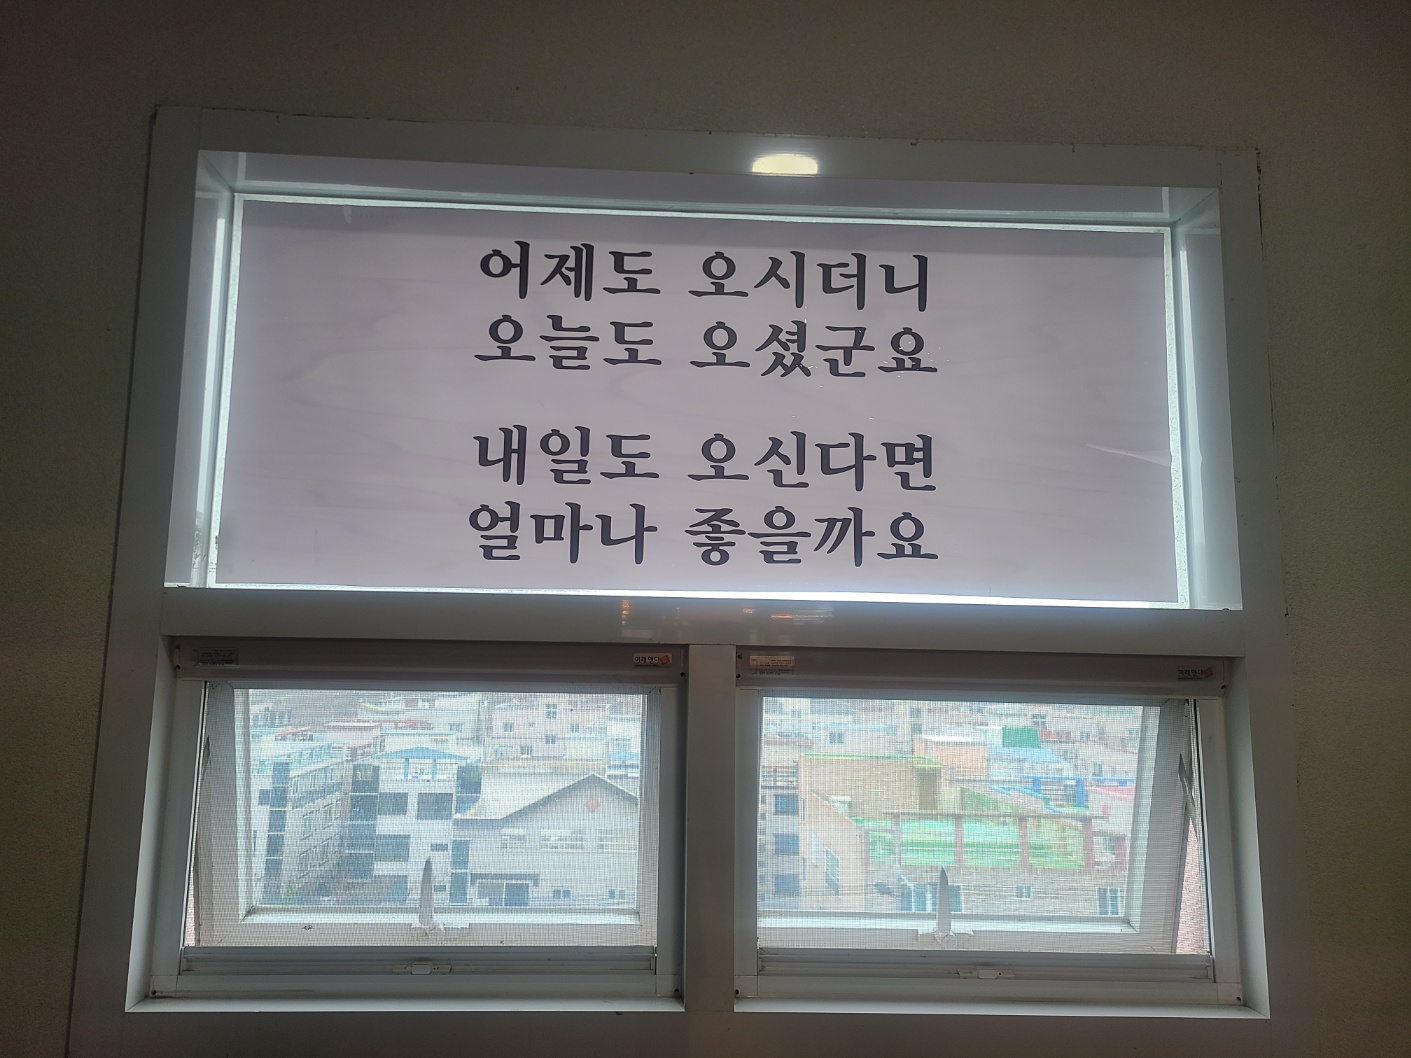 어제도 오시더니
오늘도 오셨군요
내일도 오신다면
얼마나 좋을까요